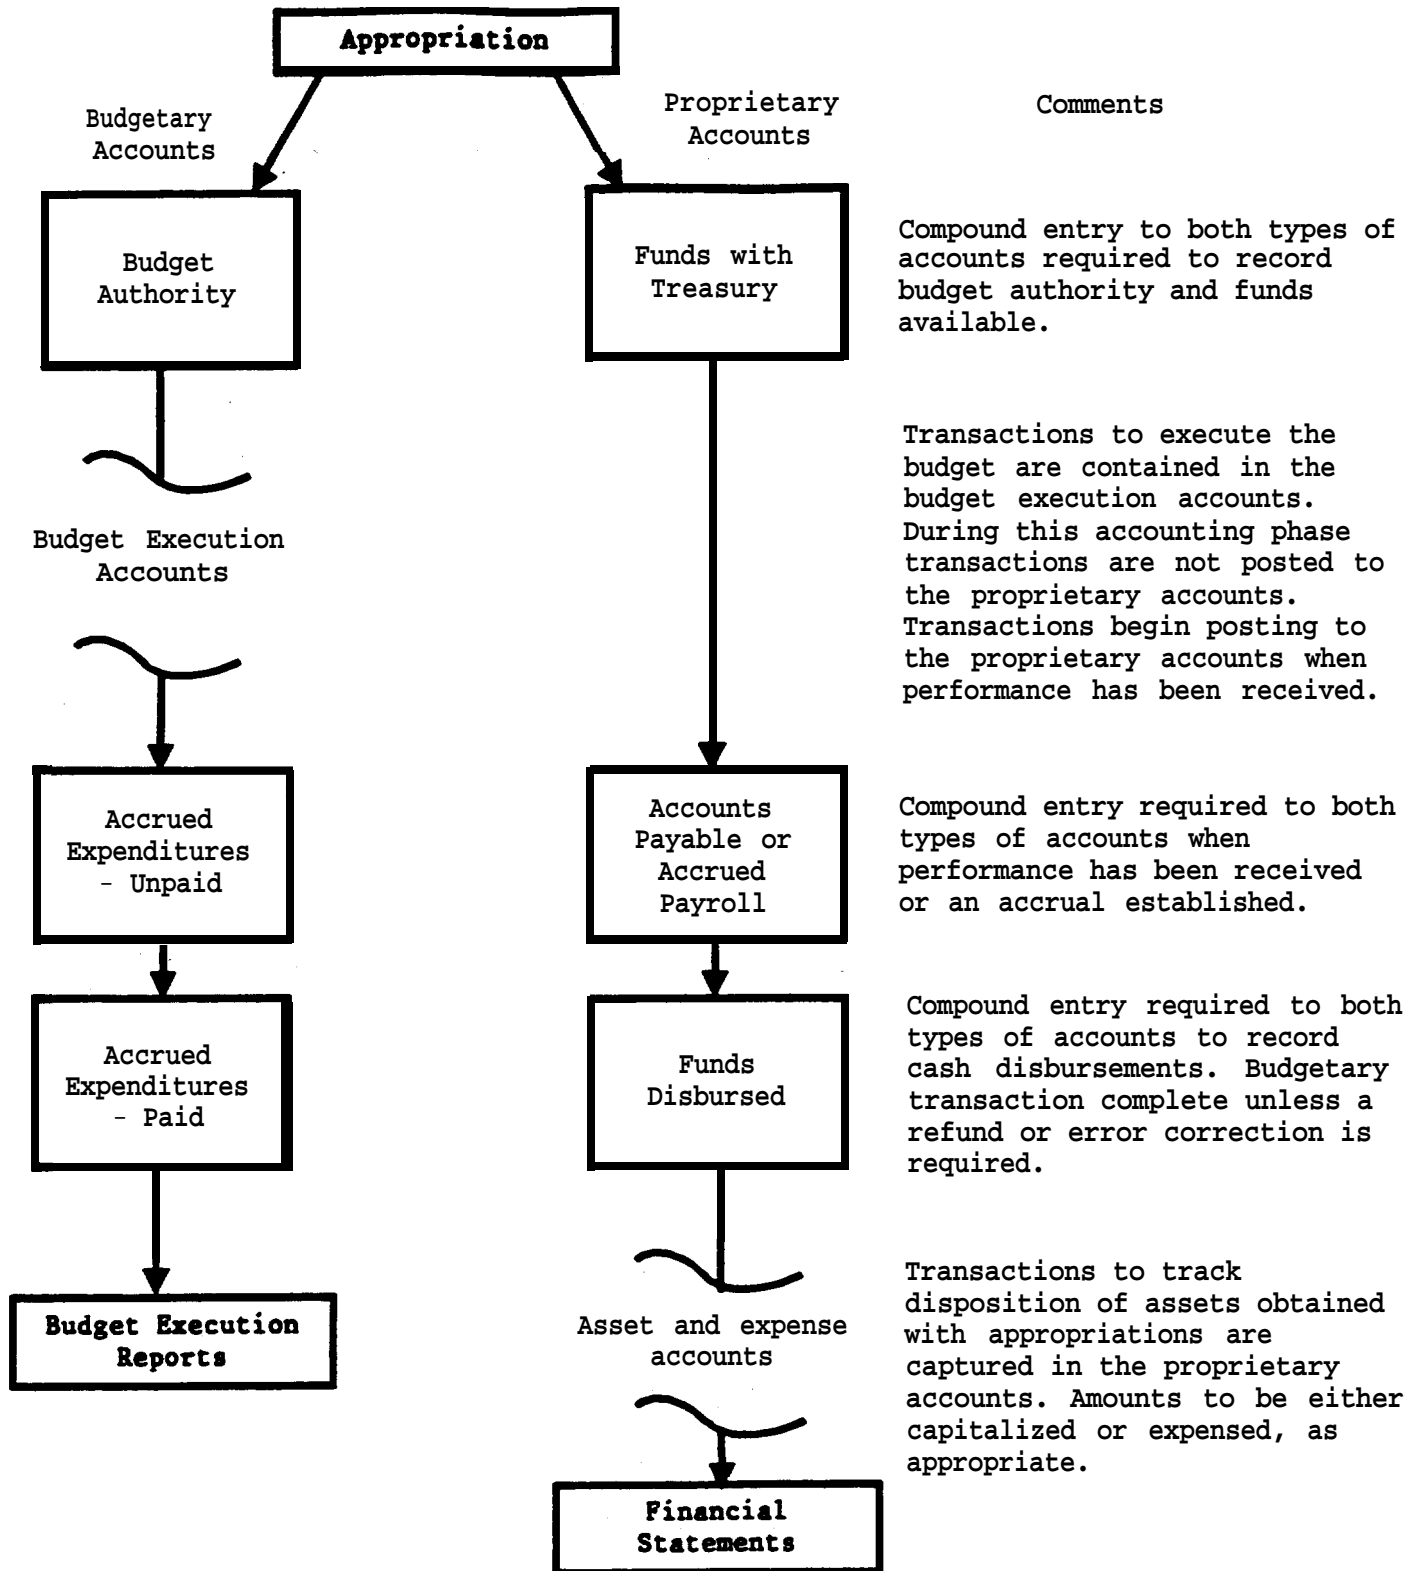 Appropriation
Budgetary
Accounts
Proprietary
Accounts
Comments
Budget
Authority
Funds with
Treasury
Compound entry to both types of
accounts required to record
budget authority and funds
available.
Budget Execution
Accounts
Transactions to execute the
budget are contained in the
budget execution accounts.
During this accounting phase
transactions are not posted to
the proprietary accounts.
Transactions begin posting to
the proprietary accounts when
performance has been received.
Accrued
Expenditures
- Unpaid
Accounts
Payable or
Accrued
Payroll
Compound entry required to both
types of accounts when
performance has been received
or an accrual established.
Accrued
Expenditures
- Paid
Funds
Disbursed
Compound entry required to both
types of accounts to record
cash disbursements. Budgetary
transaction complete unless a
refund or error correction is
required.
Budget Execution
Reports
Asset and expense
accounts
Transactions to track
disposition of assets obtained
with appropriations are
captured in the proprietary
accounts. Amounts to be either
capitalized or expensed, as
appropriate.
Financial
Statements